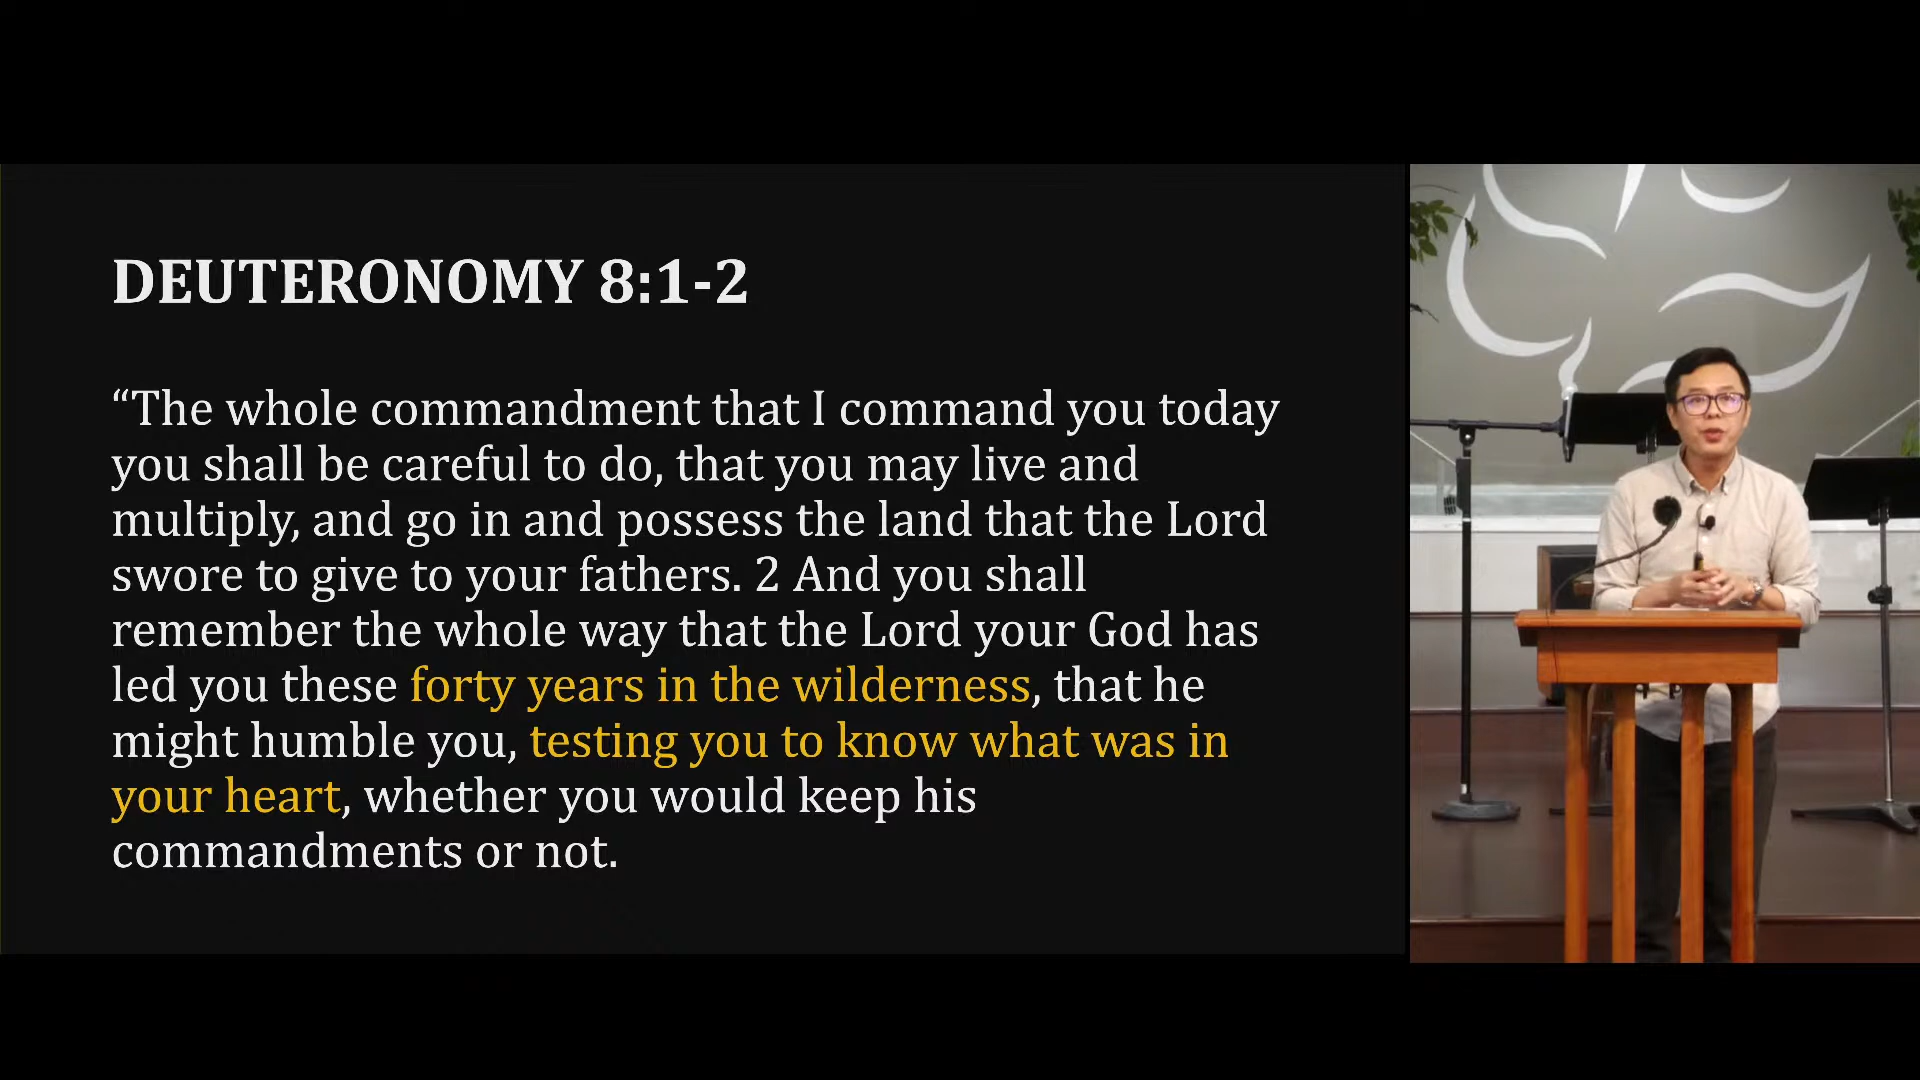 DEUTERONOMY 8:1-2
“The whole commandment that I command you today
you shall be careful to do, that you may live and
multiply, and go in and possess the land that the Lord
swore to give to your fathers. 2 And you shall
remember the whole way that the Lord your God has
led you these forty years in the wilderness, that he
might humble you, testing you to know what was in
your heart, whether you would keep his
commandments or not.